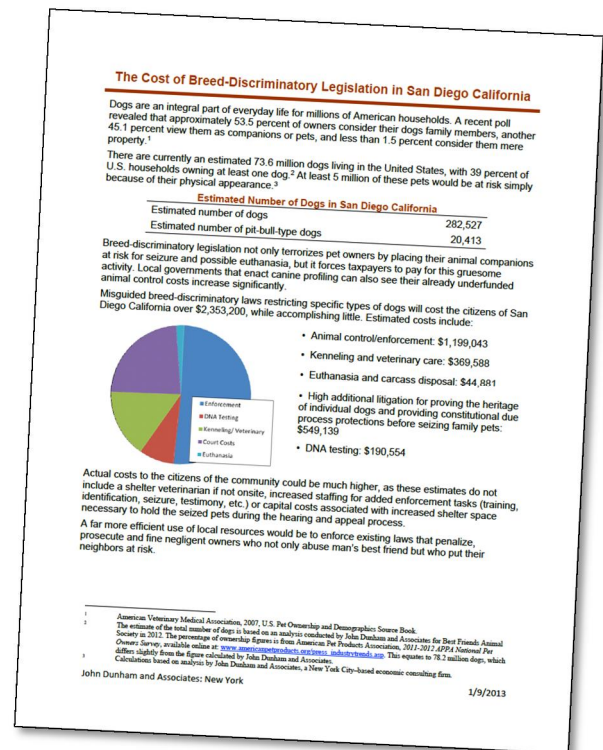 The Cost of Breed-Discriminatory Legislation in San Diego California
Dogs are an integral part of everyday life for millions of American households. A recent poll
revealed that approximately 53.5 percent of owners consider their dogs family members, another
45.1 percent view them as companions or pets, and less than 1.5 percent consider them mere
property.¹
There are currently an estimated 73.6 million dogs living in the United States, with 39 percent of
U.S. households owning at least one dog.² At least 5 million of these pets would be at risk simply
because of their physical appearance.³
Estimated Number of Dogs in San Diego California
Estimated number of dogs 282,527
Estimated number of pit-bull-type dogs 20,413
Breed-discriminatory legislation not only terrorizes pet owners by placing their animal companions
at risk for seizure and possible euthanasia, but it forces taxpayers to pay for this gruesome
activity. Local governments that enact canine profiling can also see their already underfunded
animal control costs increase significantly.
Misguided breed-discriminatory laws restricting specific types of dogs will cost the citizens of San
Diego California over $2,353,200, while accomplishing little. Estimated costs include:
Enforcement
DNA Testing
Kenneling/ Veterinary
Court Costs
Euthanasia
• Animal control/enforcement: $1,199,043
• Kenneling and veterinary care: $369,588
• Euthanasia and carcass disposal: $44,881
• High additional litigation for proving the heritage
of individual dogs and providing constitutional due
process protections before seizing family pets:
$549,139
• DNA testing: $190,554
Actual costs to the citizens of the community could be much higher, as these estimates do not
include a shelter veterinarian if not onsite, increased staffing for added enforcement tasks (training,
identification, seizure, testimony, etc.) or capital costs associated with increased shelter space
necessary to hold the seized pets during the hearing and appeal process.
A far more efficient use of local resources would be to enforce existing laws that penalize,
prosecute and fine negligent owners who not only abuse man's best friend but who put their
neighbors at risk.
1 American Veterinary Medical Association, 2007, U.S. Pet Ownership and Demographics Source Book.
2 The estimate of the total number of dogs is based on an analysis conducted by John Dunham and Associates for Best Friends Animal
Society in 2012. The percentage of ownership figures is from American Pet Products Association, 2011-2012 APPA National Pet
Owners Survey, available online at: www.americanpetproducts.org/press_industrytrends.asp. This equates to 78.2 million dogs, which
differs slightly from the figure calculated by John Dunham and Associates.
3 Calculations based on analysis by John Dunham and Associates, a New York City–based economic consulting firm.
John Dunham and Associates: New York
1/9/2013